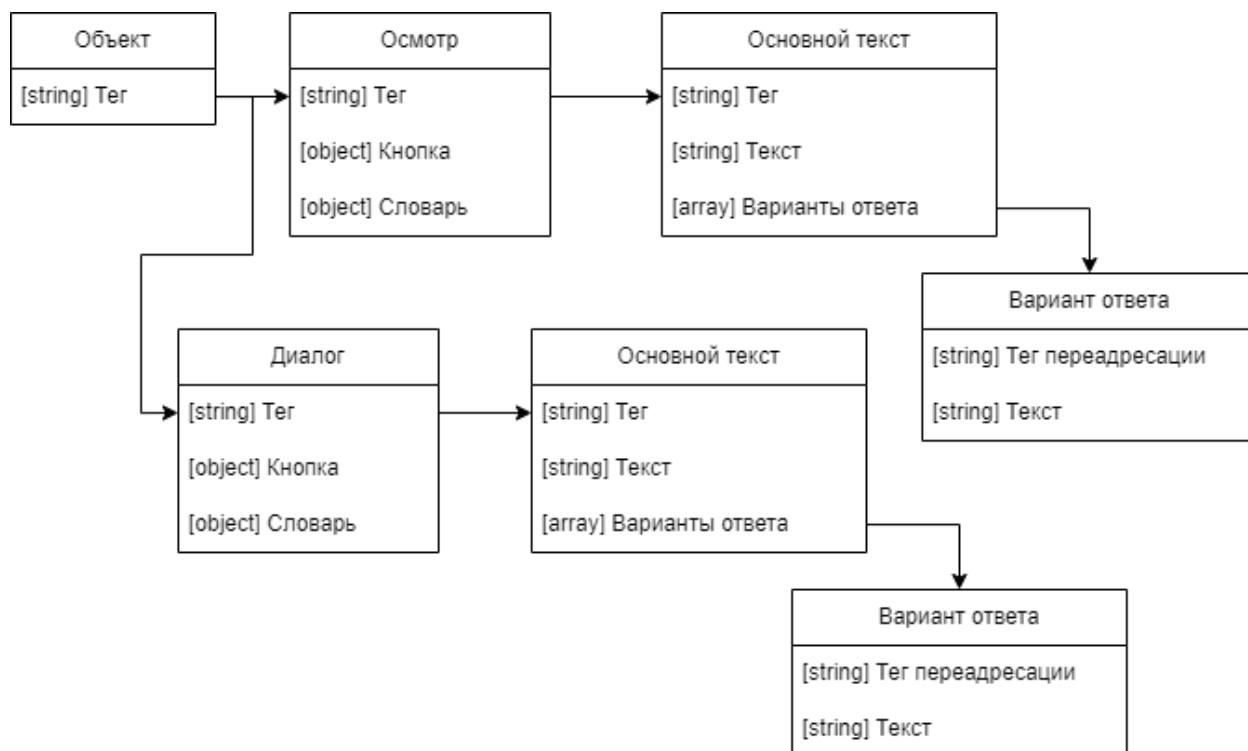 Объект
[string] Тег
Осмотр
[string] Тег
[object] Кнопка
[object] Словарь
Основной текст
[string] Тег
[string] Текст
[array] Варианты ответа
Вариант ответа
[string] Тег переадресации
[string] Текст
Диалог
[string] Тег
[object] Кнопка
[object] Словарь
Основной текст
[string] Тег
[string] Текст
[array] Варианты ответа
Вариант ответа
[string] Тег переадресации
[string] Текст